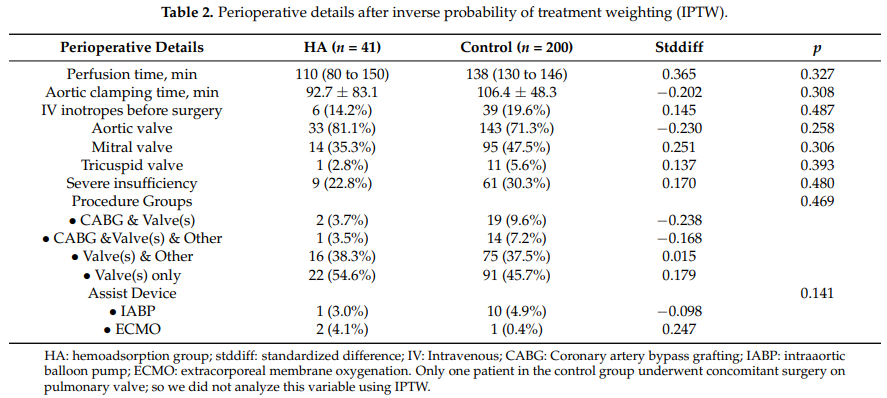 Table 2. Perioperative details after inverse probability of treatment weighting (IPTW).
Perioperative Details HA (n = 41) Control (n = 200) Stddiff p
Perfusion time, min 110 (80 to 150) 138 (130 to 146) 0.365 0.327
Aortic clamping time, min 92.7 ± 83.1 106.4 ± 48.3 −0.202 0.308
IV inotropes before surgery 6 (14.2%) 39 (19.6%) 0.145 0.487
Aortic valve 33 (81.1%) 143 (71.3%) −0.230 0.258
Mitral valve 14 (35.3%) 95 (47.5%) 0.251 0.306
Tricuspid valve 1 (2.8%) 11 (5.6%) 0.137 0.393
Severe insufficiency 9 (22.8%) 61 (30.3%) 0.170 0.480
Procedure Groups 0.469
• CABG & Valve(s) 2 (3.7%) 19 (9.6%) −0.238
• CABG &Valve(s) & Other 1 (3.5%) 14 (7.2%) −0.168
• Valve(s) & Other 16 (38.3%) 75 (37.5%) 0.015
• Valve(s) only 22 (54.6%) 91 (45.7%) 0.179
Assist Device 0.141
• IABP 1 (3.0%) 10 (4.9%) −0.098
• ECMO 2 (4.1%) 1 (0.4%) 0.247
HA: hemoadsorption group; stddiff: standardized difference; IV: Intravenous; CABG: Coronary artery bypass grafting; IABP: intraaortic
balloon pump; ECMO: extracorporeal membrane oxygenation. Only one patient in the control group underwent concomitant surgery on
pulmonary valve; so we did not analyze this variable using IPTW.